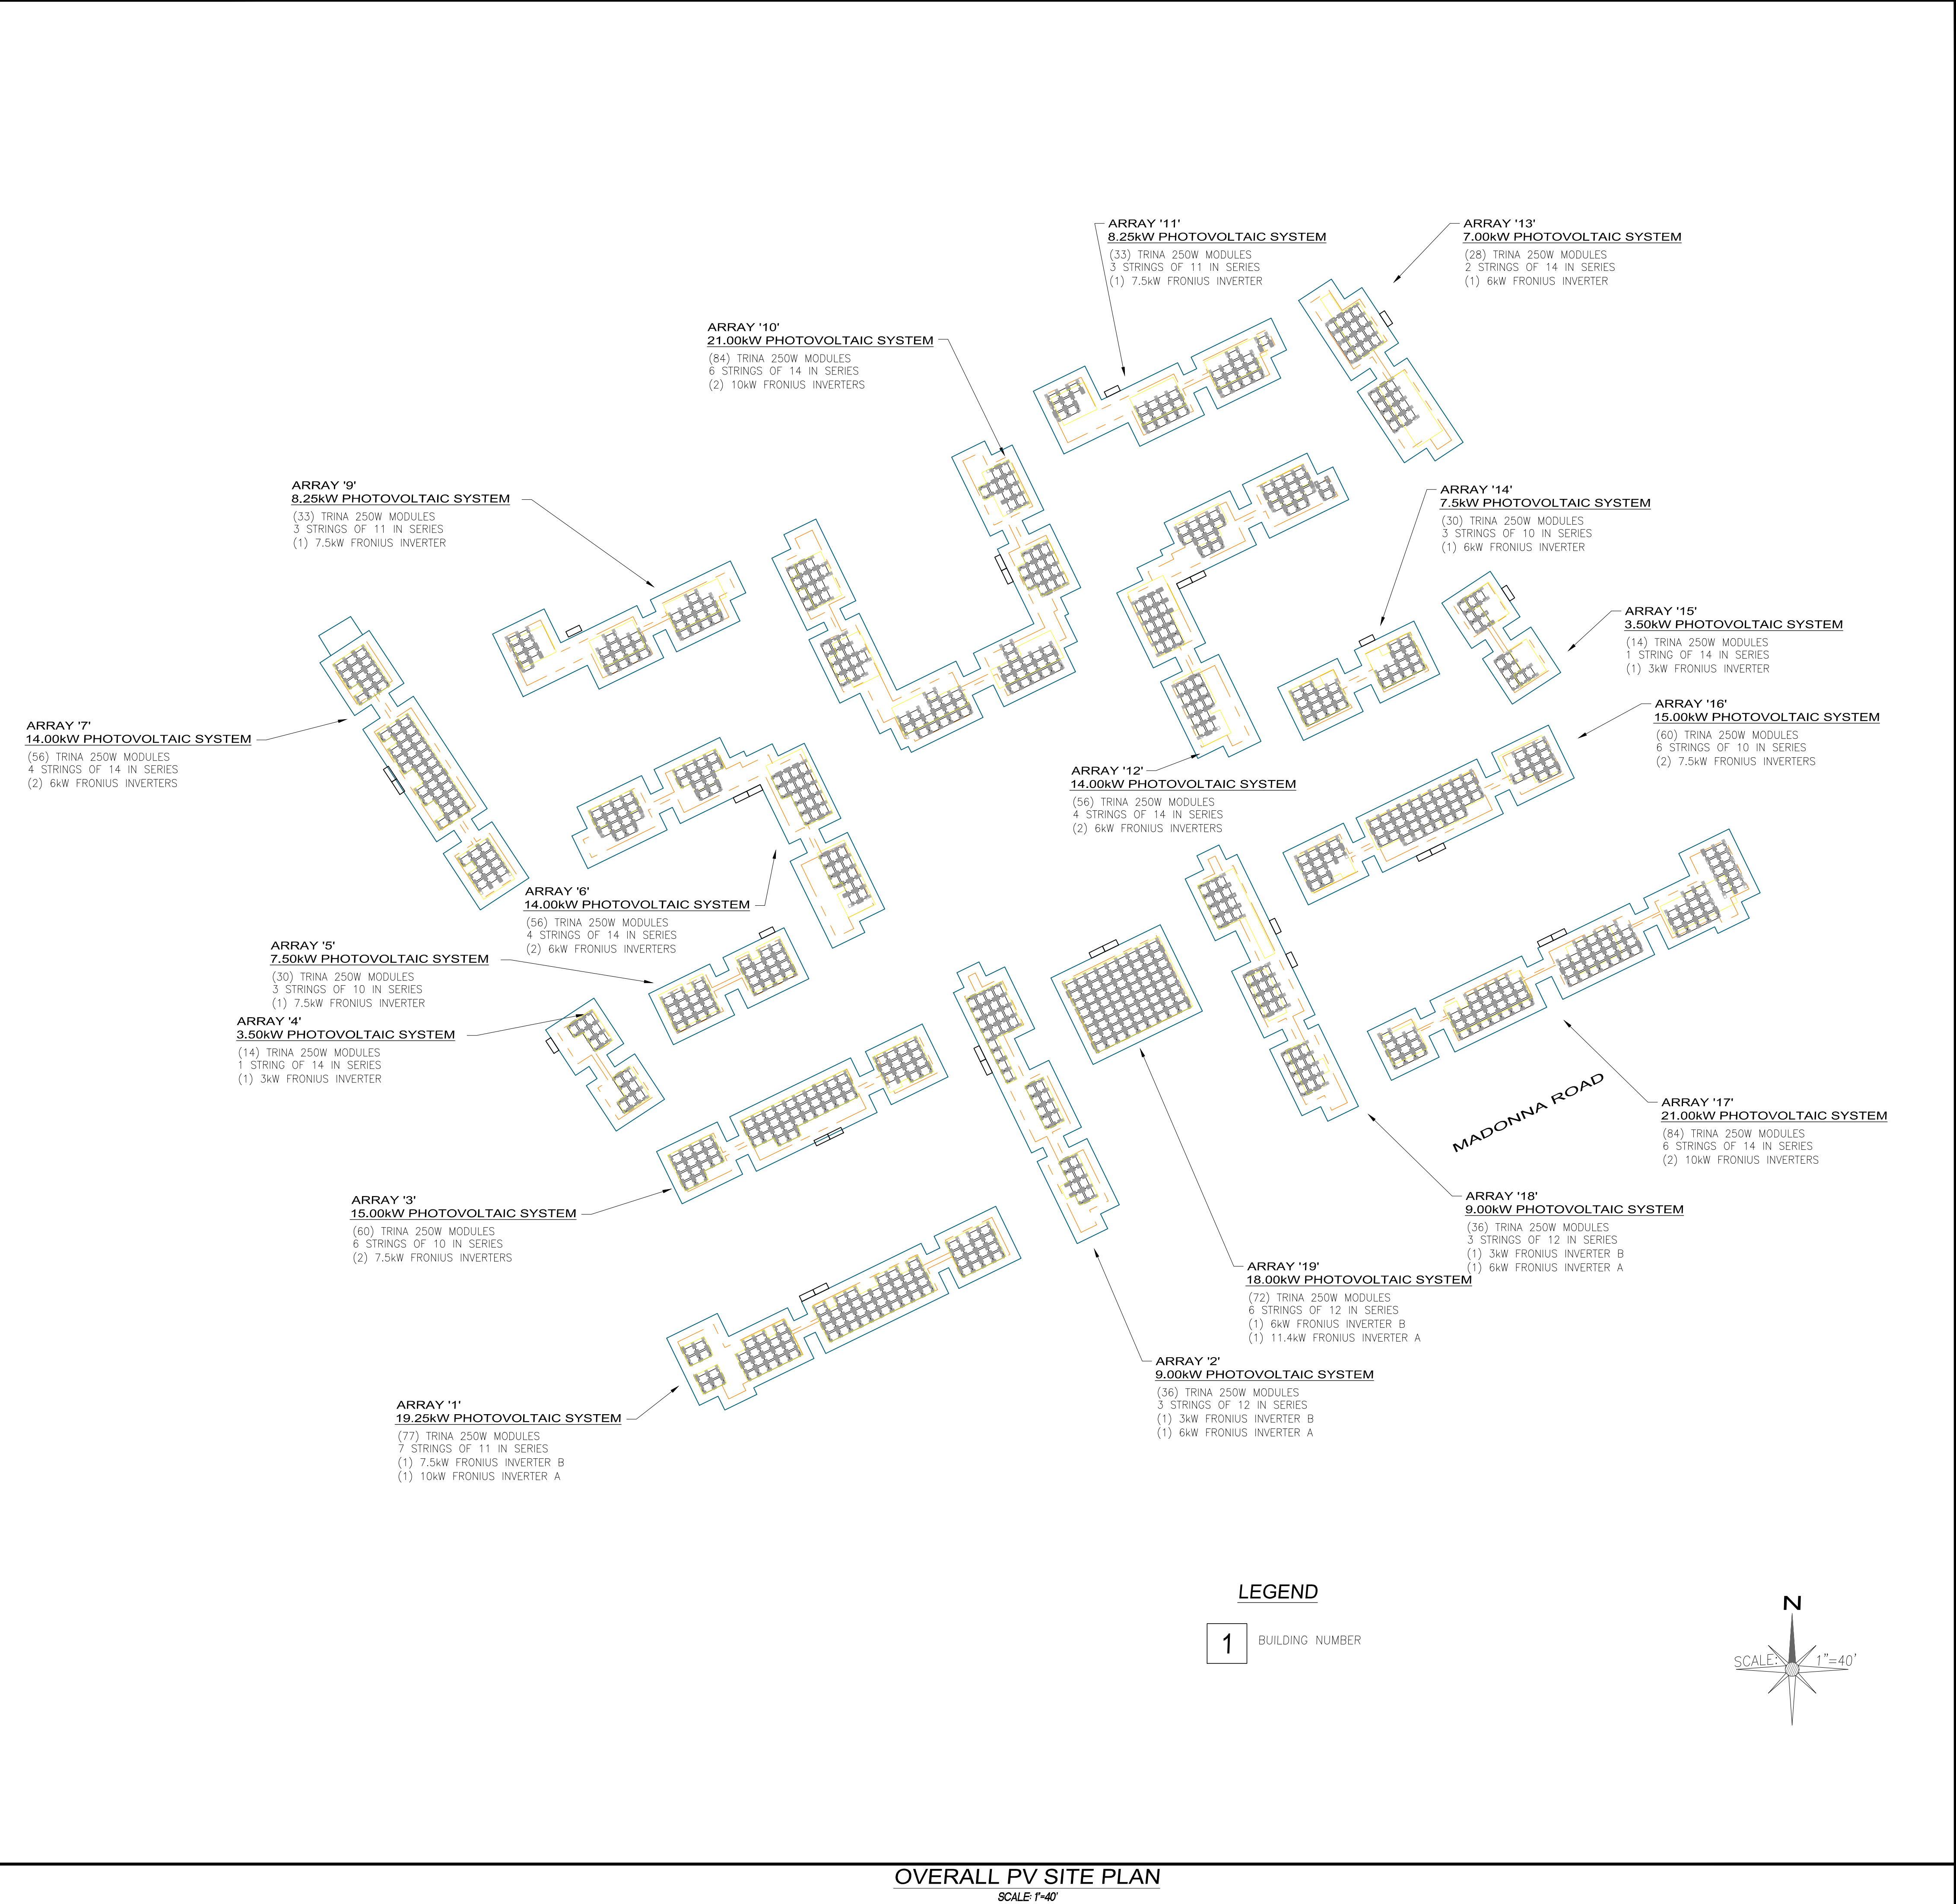 ARRAY '11'
8.25kW PHOTOVOLTAIC SYSTEM
(33) TRINA 250W MODULES
3 STRINGS OF 11 IN SERIES
(1) 7.5kW FRONIUS INVERTER
ARRAY '13'
7.00kW PHOTOVOLTAIC SYSTEM
(28) TRINA 250W MODULES
2 STRINGS OF 14 IN SERIES
(1) 6kW FRONIUS INVERTER
ARRAY '10'
21.00kW PHOTOVOLTAIC SYSTEM
(84) TRINA 250W MODULES
6 STRINGS OF 14 IN SERIES
(2) 10kW FRONIUS INVERTERS
ARRAY '9'
8.25kW PHOTOVOLTAIC SYSTEM
(33) TRINA 250W MODULES
3 STRINGS OF 11 IN SERIES
(1) 7.5kW FRONIUS INVERTER
ARRAY '14'
7.5kW PHOTOVOLTAIC SYSTEM
(30) TRINA 250W MODULES
3 STRINGS OF 10 IN SERIES
(1) 6kW FRONIUS INVERTER
ARRAY '15'
3.50kW PHOTOVOLTAIC SYSTEM
(14) TRINA 250W MODULES
1 STRING OF 14 IN SERIES
(1) 3kW FRONIUS INVERTER
ARRAY '7'
14.00kW PHOTOVOLTAIC SYSTEM
(56) TRINA 250W MODULES
4 STRINGS OF 14 IN SERIES
(2) 6kW FRONIUS INVERTERS
ARRAY '16'
15.00kW PHOTOVOLTAIC SYSTEM
(60) TRINA 250W MODULES
6 STRINGS OF 10 IN SERIES
(2) 7.5kW FRONIUS INVERTERS
ARRAY '12'
14.00kW PHOTOVOLTAIC SYSTEM
(56) TRINA 250W MODULES
4 STRINGS OF 14 IN SERIES
(2) 6kW FRONIUS INVERTERS
ARRAY '6'
14.00kW PHOTOVOLTAIC SYSTEM
(56) TRINA 250W MODULES
4 STRINGS OF 14 IN SERIES
(2) 6kW FRONIUS INVERTERS
ARRAY '5'
7.50kW PHOTOVOLTAIC SYSTEM
(30) TRINA 250W MODULES
3 STRINGS OF 10 IN SERIES
(1) 7.5kW FRONIUS INVERTER
ARRAY '4'
3.50kW PHOTOVOLTAIC SYSTEM
(14) TRINA 250W MODULES
1 STRING OF 14 IN SERIES
(1) 3kW FRONIUS INVERTER
MADONNA ROAD
ARRAY '17'
21.00kW PHOTOVOLTAIC SYSTEM
(84) TRINA 250W MODULES
6 STRINGS OF 14 IN SERIES
(2) 10kW FRONIUS INVERTERS
ARRAY '3'
15.00kW PHOTOVOLTAIC SYSTEM
(60) TRINA 250W MODULES
6 STRINGS OF 10 IN SERIES
(2) 7.5kW FRONIUS INVERTERS
ARRAY '18'
9.00kW PHOTOVOLTAIC SYSTEM
(36) TRINA 250W MODULES
3 STRINGS OF 12 IN SERIES
(1) 3kW FRONIUS INVERTER B
(1) 6kW FRONIUS INVERTER A
ARRAY '19'
18.00kW PHOTOVOLTAIC SYSTEM
(72) TRINA 250W MODULES
6 STRINGS OF 12 IN SERIES
(1) 6kW FRONIUS INVERTER B
(1) 11.4kW FRONIUS INVERTER A
ARRAY '2'
9.00kW PHOTOVOLTAIC SYSTEM
(36) TRINA 250W MODULES
3 STRINGS OF 12 IN SERIES
(1) 3kW FRONIUS INVERTER B
(1) 6kW FRONIUS INVERTER A
ARRAY '1'
19.25kW PHOTOVOLTAIC SYSTEM
(77) TRINA 250W MODULES
7 STRINGS OF 11 IN SERIES
(1) 7.5kW FRONIUS INVERTER B
(1) 10kW FRONIUS INVERTER A
LEGEND
1 BUILDING NUMBER
N
SCALE: 1"=40'
OVERALL PV SITE PLAN
SCALE: 1"=40'